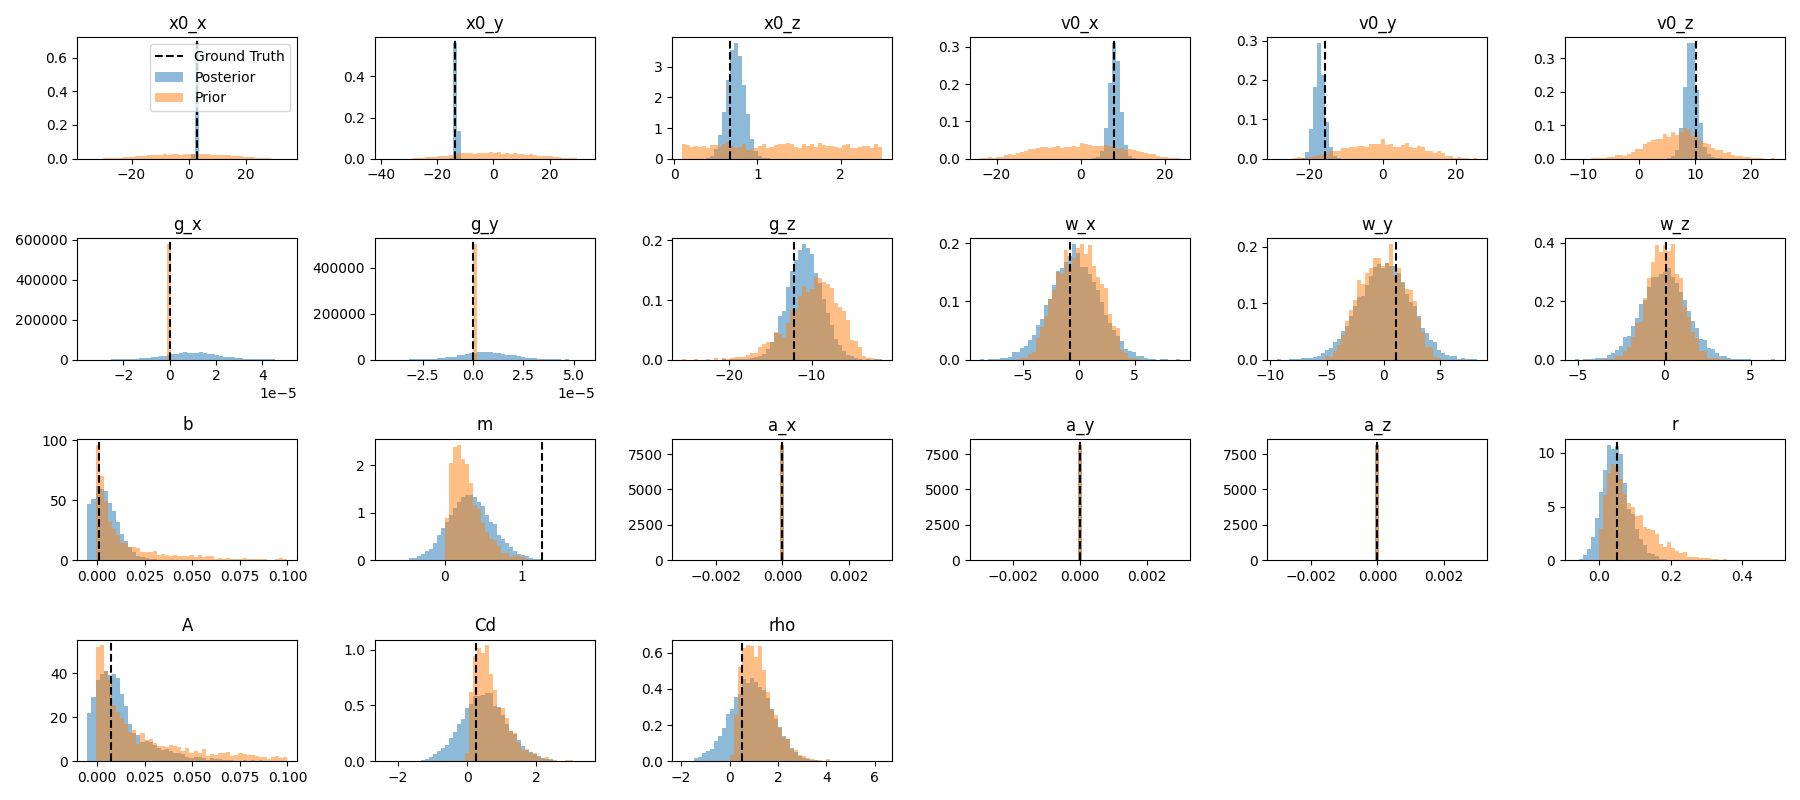 x0_x x0_y x0_z v0_x v0_y v0_z
Ground Truth
Posterior
Prior
0.6
0.4
0.2
0.0
−20 0 20
0.4
0.2
0.0
−40 −20 0 20
3
2
1
0
0 1 2
0.3
0.2
0.1
0.0
−20 0 20
0.3
0.2
0.1
0.0
−20 0 20
0.3
0.2
0.1
0.0
−10 0 10 20
g_x g_y g_z w_x w_y w_z
600000
400000
200000
0
−2 0 2 4
1e−5
400000
200000
0
−2.5 0.0 2.5 5.0
1e−5
0.2
0.1
0.0
−20 −10
0.2
0.1
0.0
−5 0 5
0.2
0.1
0.0
−10 −5 0 5
0.4
0.2
0.0
−5 0 5
b m a_x a_y a_z r
100
50
0
0.000 0.025 0.050 0.075 0.100
2
1
0
0 1
7500
5000
2500
0
−0.002 0.000 0.002
7500
5000
2500
0
−0.002 0.000 0.002
7500
5000
2500
0
−0.002 0.000 0.002
10
5
0
0.0 0.2 0.4
A Cd rho
40
20
0
0.000 0.025 0.050 0.075 0.100
1.0
0.5
0.0
−2 0 2
0.6
0.4
0.2
0.0
−2 0 2 4 6